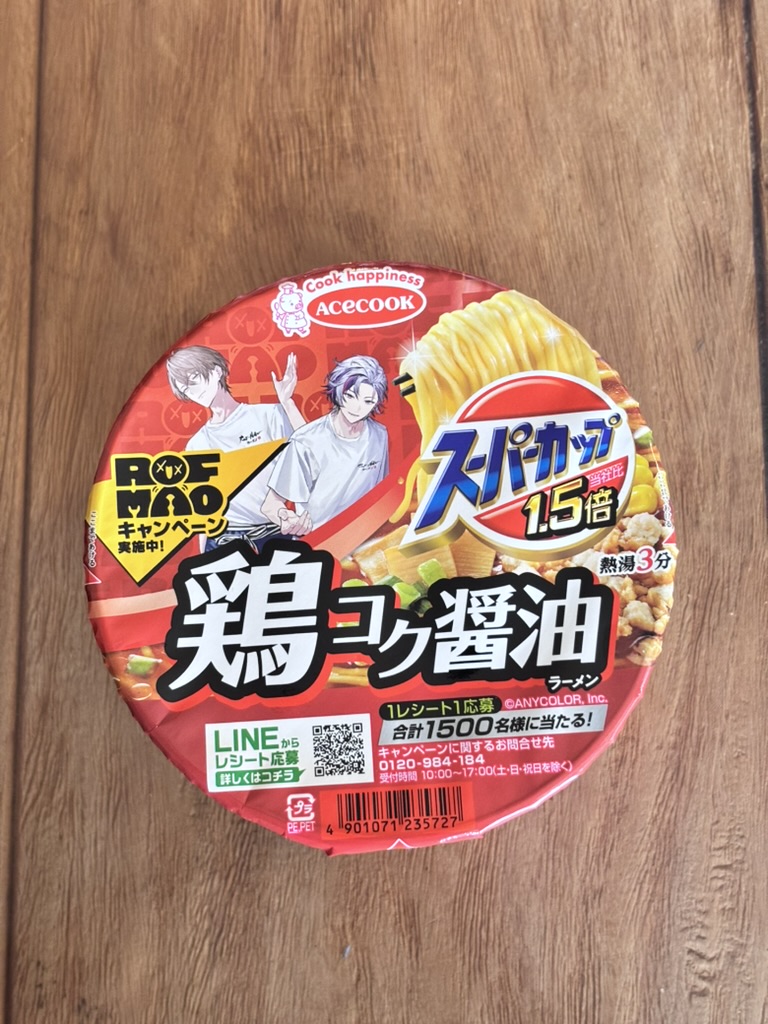 Cook happiness
ACECOOK
スーパーカップ
当社比
1.5倍
ROF
MAO
キャンペーン
実施中!
熱湯3分
鶏コク醤油
ラーメン
1レシート1応募
©ANYCOLOR, Inc.
合計1500名様に当たる!
LINEから
レシート応募
詳しくはコチラ
キャンペーンに関するお問合せ先
0120-984-184
受付時間 10:00~17:00(土・日・祝日を除く)
プラ
PE,PET
4 901071 235727